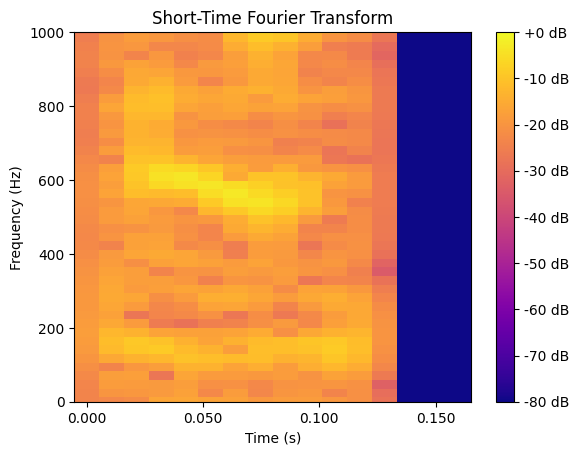 Short-Time Fourier Transform
1000
800
600
400
200
0
Frequency (Hz)
0.000
0.050
0.100
0.150
Time (s)
+0 dB
-10 dB
-20 dB
-30 dB
-40 dB
-50 dB
-60 dB
-70 dB
-80 dB